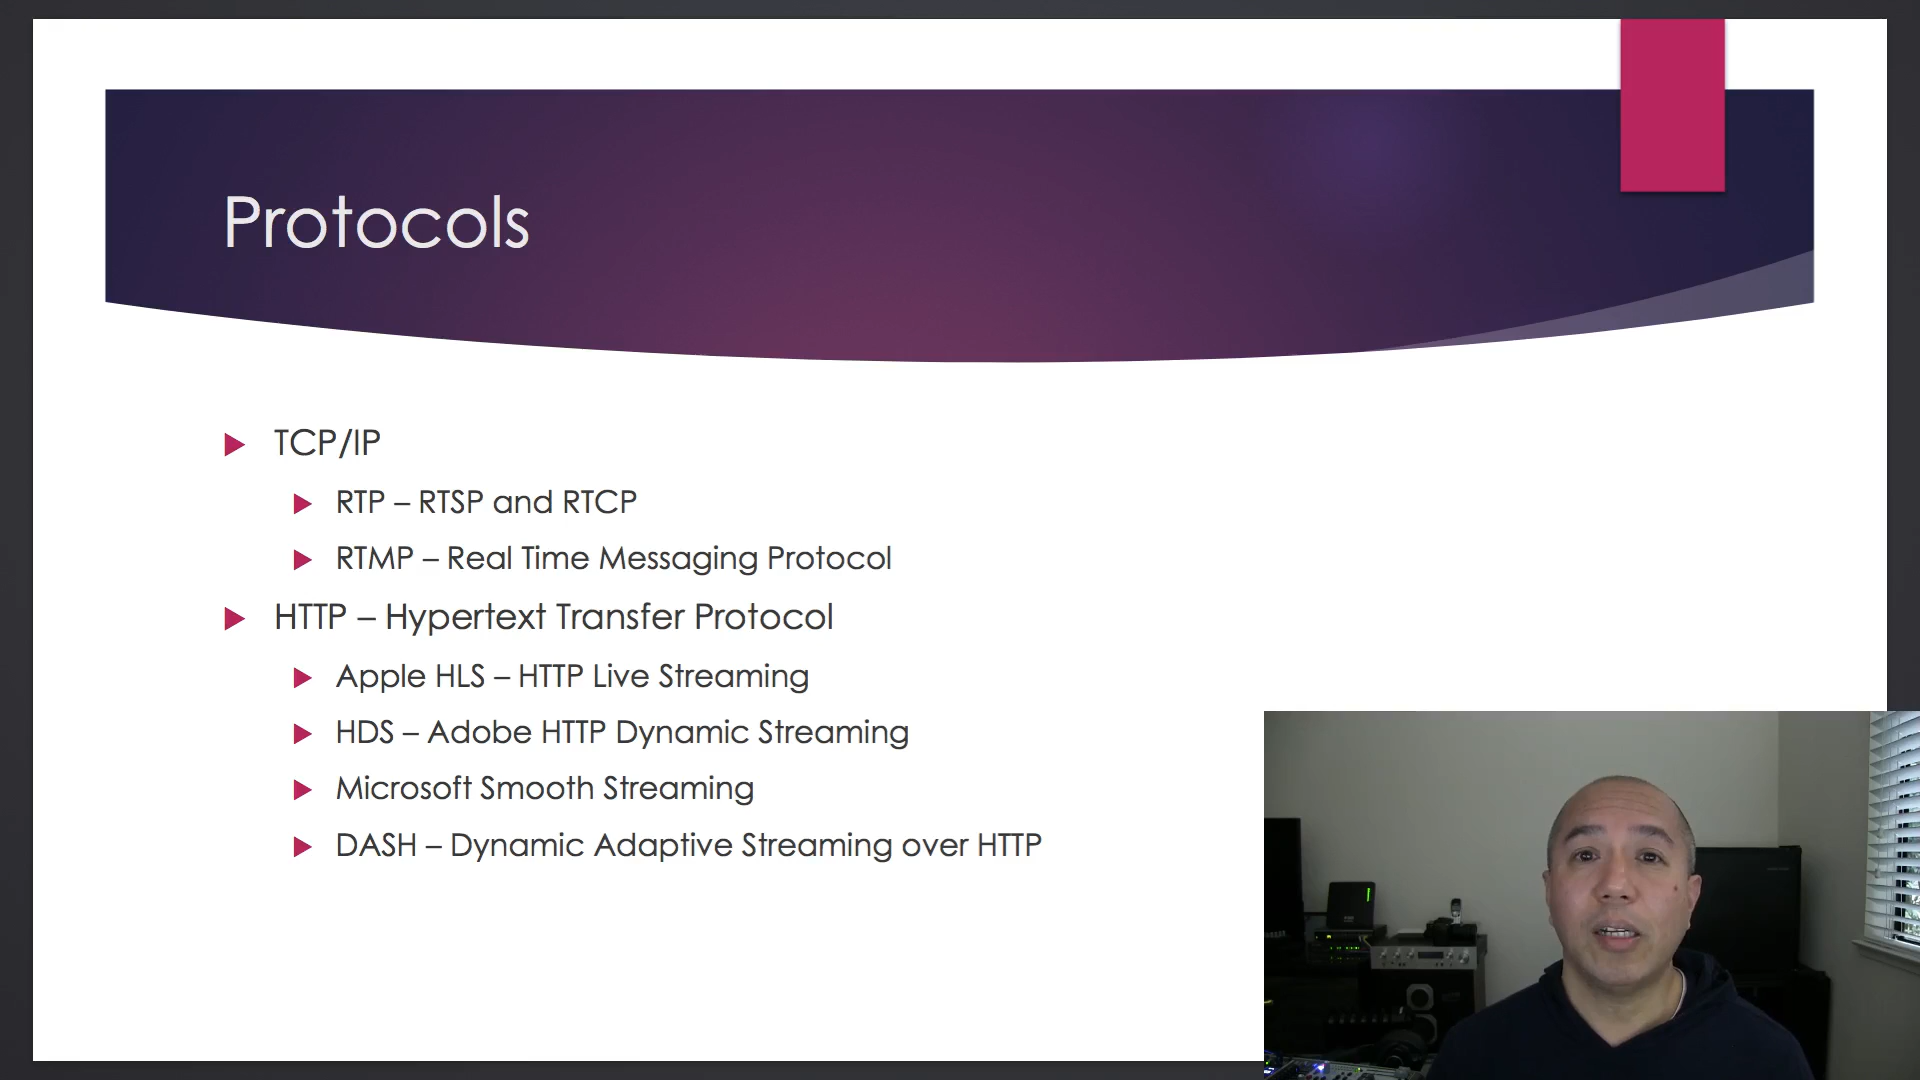 Protocols
TCP/IP
RTP – RTSP and RTCP
RTMP – Real Time Messaging Protocol
HTTP – Hypertext Transfer Protocol
Apple HLS – HTTP Live Streaming
HDS – Adobe HTTP Dynamic Streaming
Microsoft Smooth Streaming
DASH – Dynamic Adaptive Streaming over HTTP